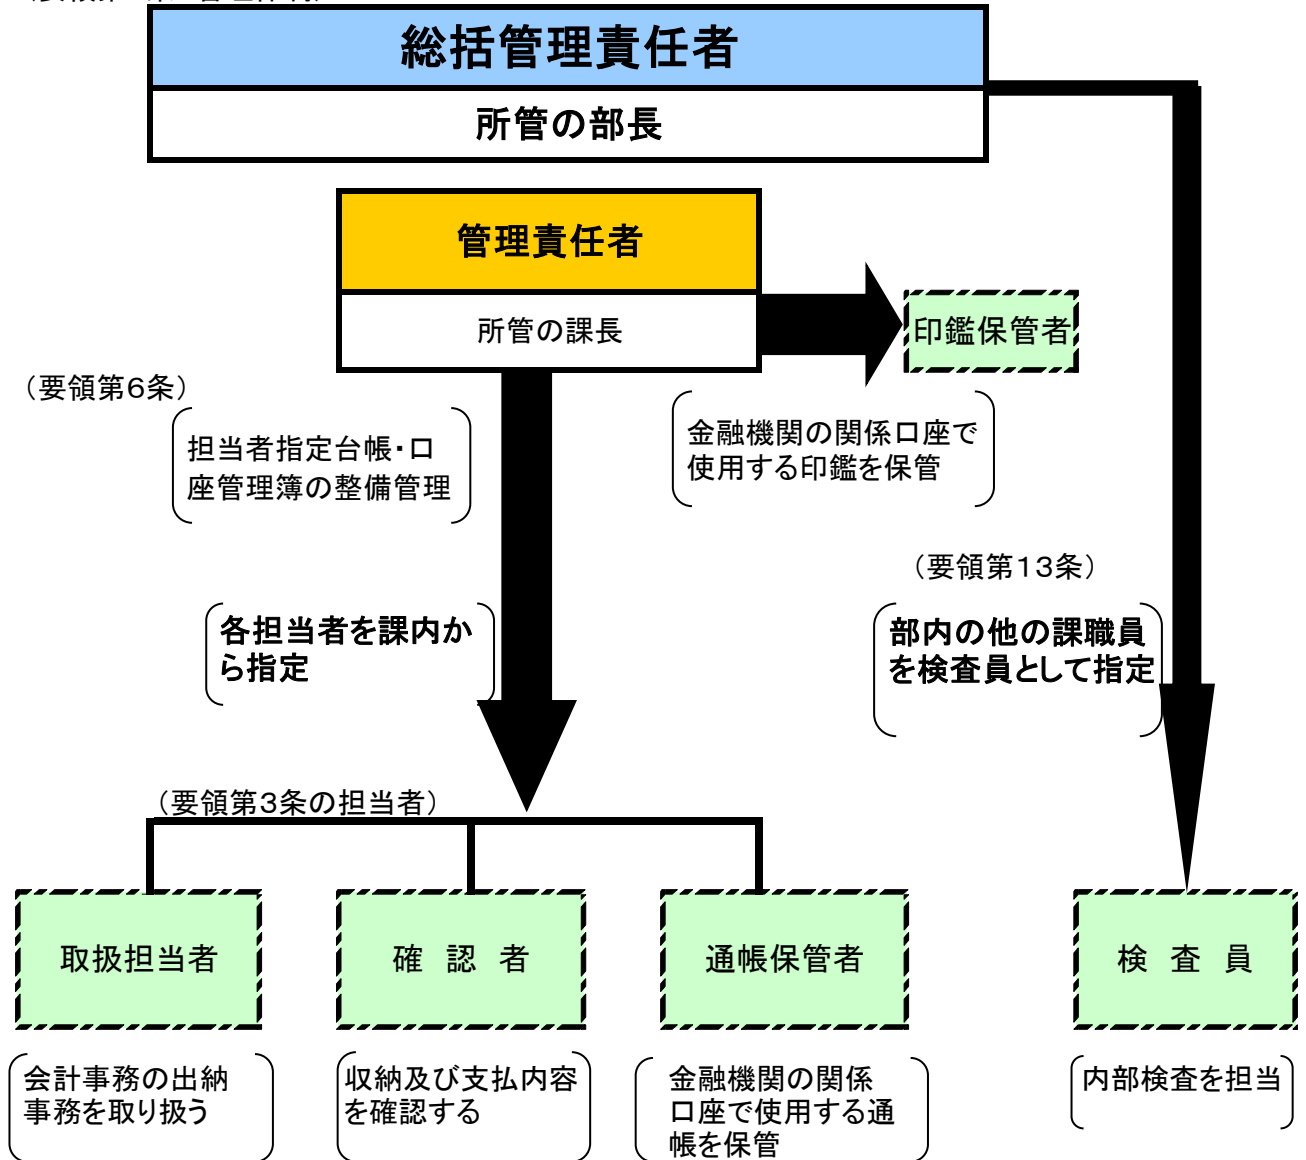 総括管理責任者
所管の部長
管理責任者
所管の課長
印鑑保管者
（要領第6条）
担当者指定台帳・口
座管理簿の整備管理
金融機関の関係口座で
使用する印鑑を保管
（要領第13条）
各担当者を課内か
ら指定
部内の他の課職員
を検査員として指定
（要領第3条の担当者）
取扱担当者
確 認 者
通帳保管者
検 査 員
会計事務の出納
事務を取り扱う
収納及び支払内容
を確認する
金融機関の関係
口座で使用する通
帳を保管
内部検査を担当